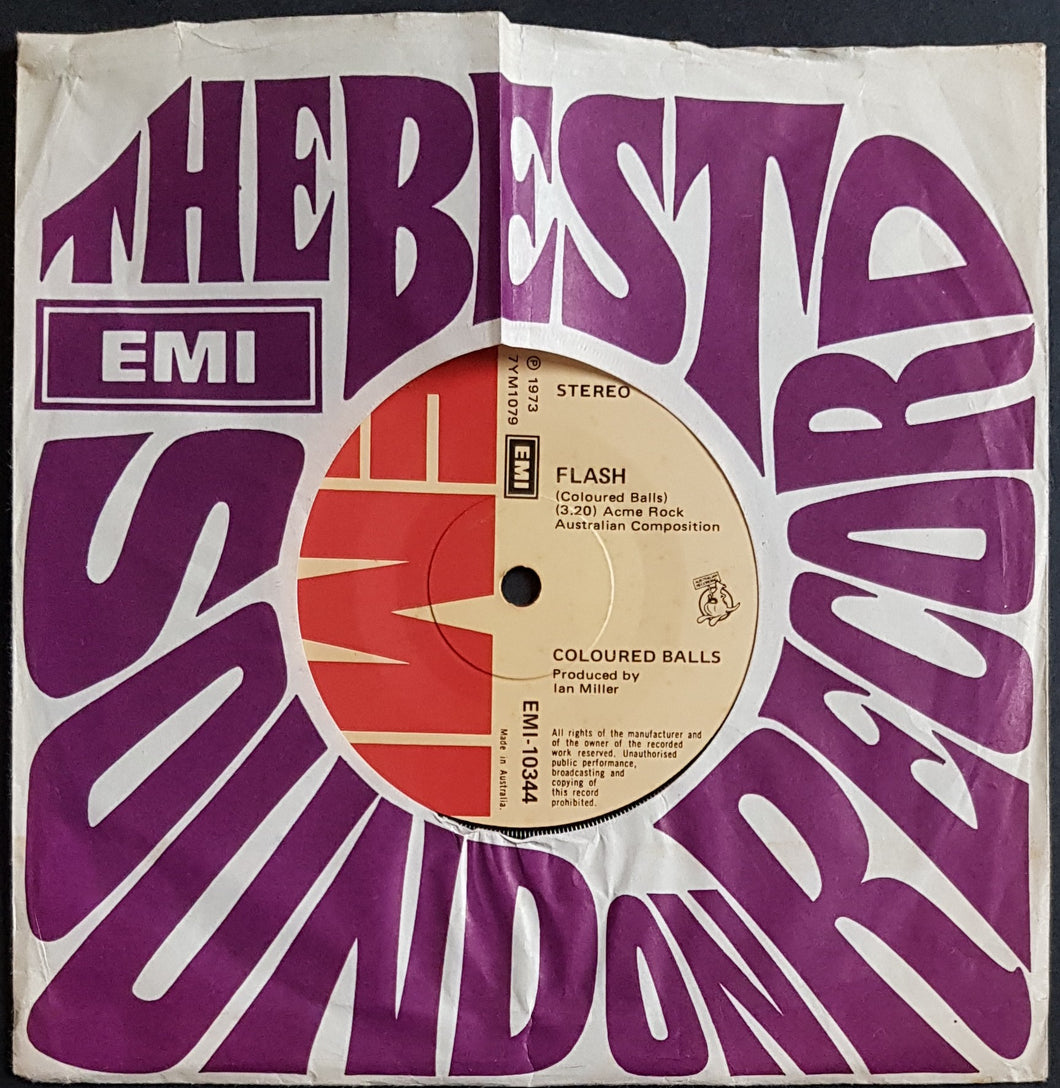 THE BEST
SOUND ON
RECORD
EMI
EMI
℗ 1973
7YM1079
STEREO
EMI
FLASH
(Coloured Balls)
(3.20) Acme Rock
Australian Composition
COLOURED BALLS
Produced by
Ian Miller
EMI-10344
Made in Australia.
All rights of the manufacturer and
of the owner of the recorded
work reserved. Unauthorised
public performance,
broadcasting and
copying of
this record
prohibited.